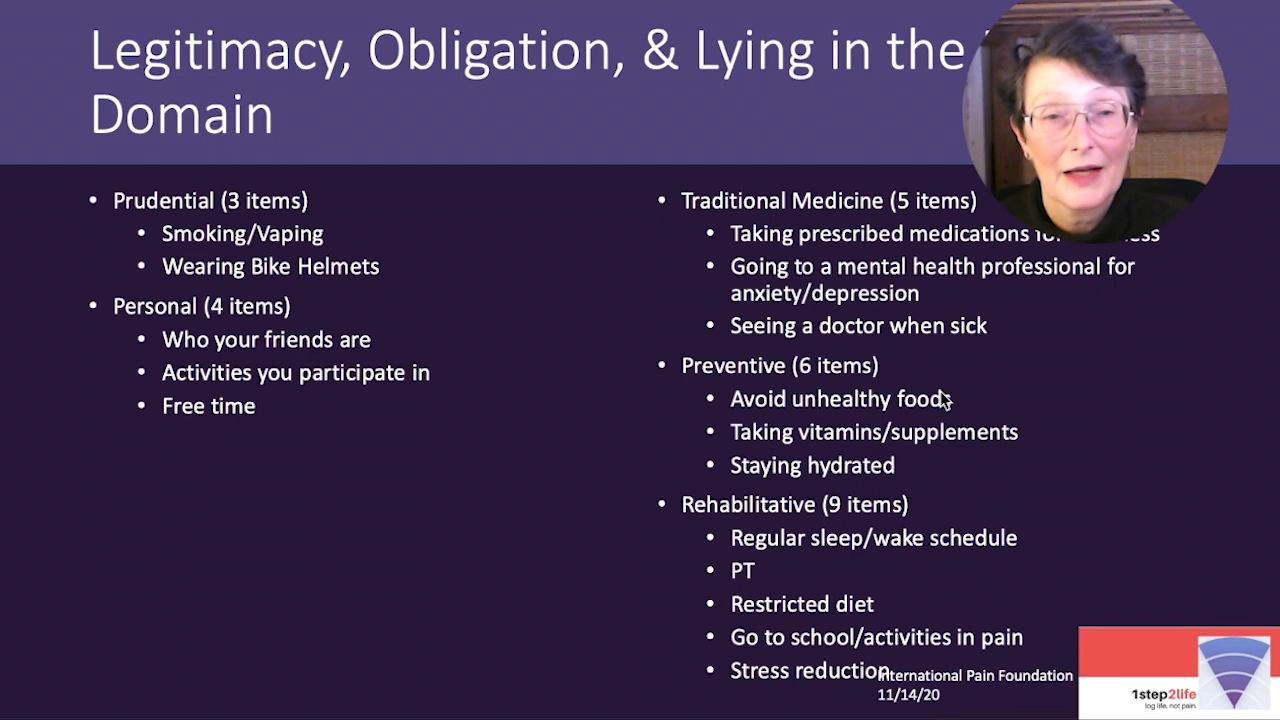 Legitimacy, Obligation, & Lying in the
Domain
• Prudential (3 items)
• Smoking/Vaping
• Wearing Bike Helmets
• Personal (4 items)
• Who your friends are
• Activities you participate in
• Free time
• Traditional Medicine (5 items)
• Taking prescribed medications
• Going to a mental health professional for
anxiety/depression
• Seeing a doctor when sick
• Preventive (6 items)
• Avoid unhealthy foods
• Taking vitamins/supplements
• Staying hydrated
• Rehabilitative (9 items)
• Regular sleep/wake schedule
• PT
• Restricted diet
• Go to school/activities in pain
• Stress reduction
International Pain Foundation
11/14/20
1step2life
log life, not pain.